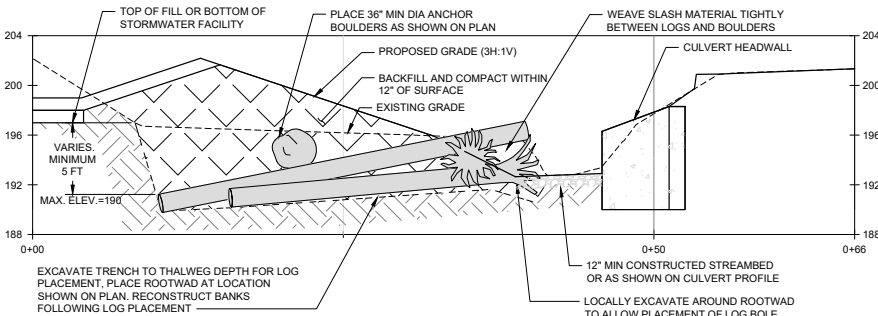 TOP OF FILL OR BOTTOM OF
STORMWATER FACILITY
PLACE 36" MIN DIA ANCHOR
BOULDERS AS SHOWN ON PLAN
WEAVE SLASH MATERIAL TIGHTLY
BETWEEN LOGS AND BOULDERS
204
204
PROPOSED GRADE (3H:1V)
CULVERT HEADWALL
200
200
BACKFILL AND COMPACT WITHIN
12" OF SURFACE
EXISTING GRADE
196
196
VARIES.
MINIMUM
5 FT
192
192
MAX. ELEV.=190
188
188
0+00
0+50
0+66
EXCAVATE TRENCH TO THALWEG DEPTH FOR LOG
PLACEMENT, PLACE ROOTWAD AT LOCATION
SHOWN ON PLAN. RECONSTRUCT BANKS
FOLLOWING LOG PLACEMENT
12" MIN CONSTRUCTED STREAMBED
OR AS SHOWN ON CULVERT PROFILE
LOCALLY EXCAVATE AROUND ROOTWAD
TO ALLOW PLACEMENT OF LOG BOLE